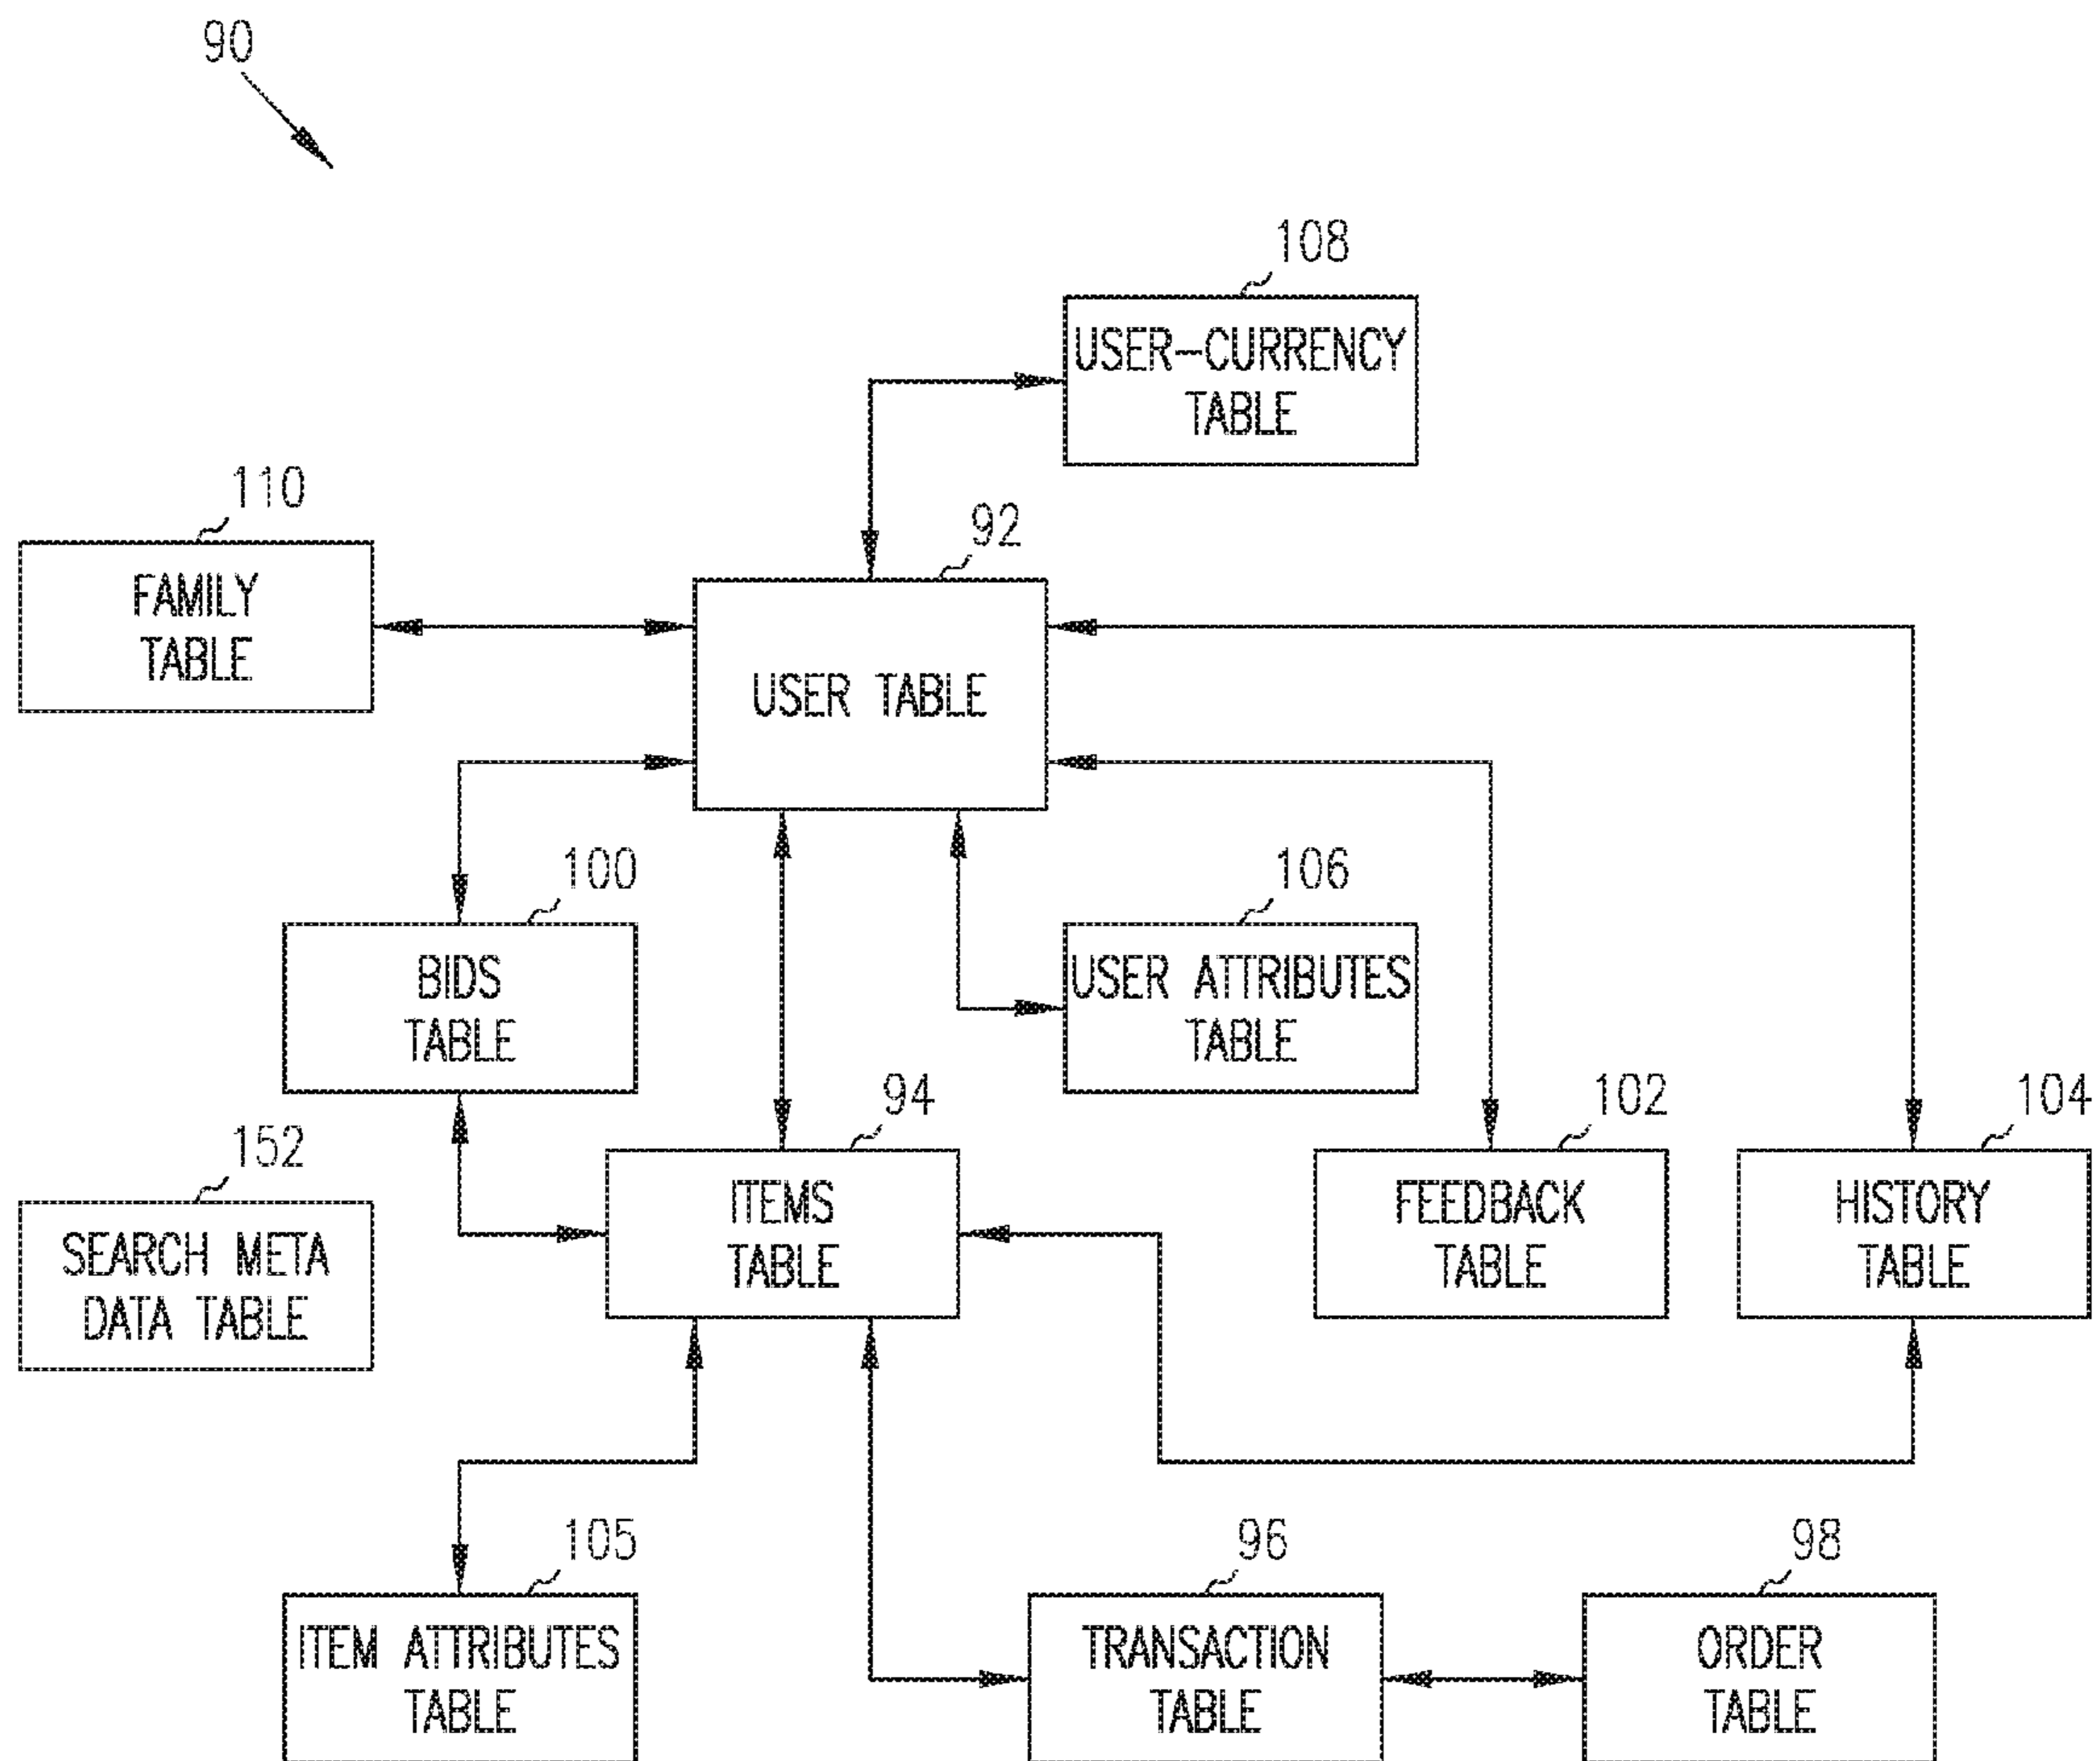 90
108
USER-CURRENCY
TABLE
110
FAMILY
TABLE
92
USER TABLE
100
BIDS
TABLE
106
USER ATTRIBUTES
TABLE
152
SEARCH META
DATA TABLE
94
ITEMS
TABLE
102
FEEDBACK
TABLE
104
HISTORY
TABLE
105
ITEM ATTRIBUTES
TABLE
96
TRANSACTION
TABLE
98
ORDER
TABLE